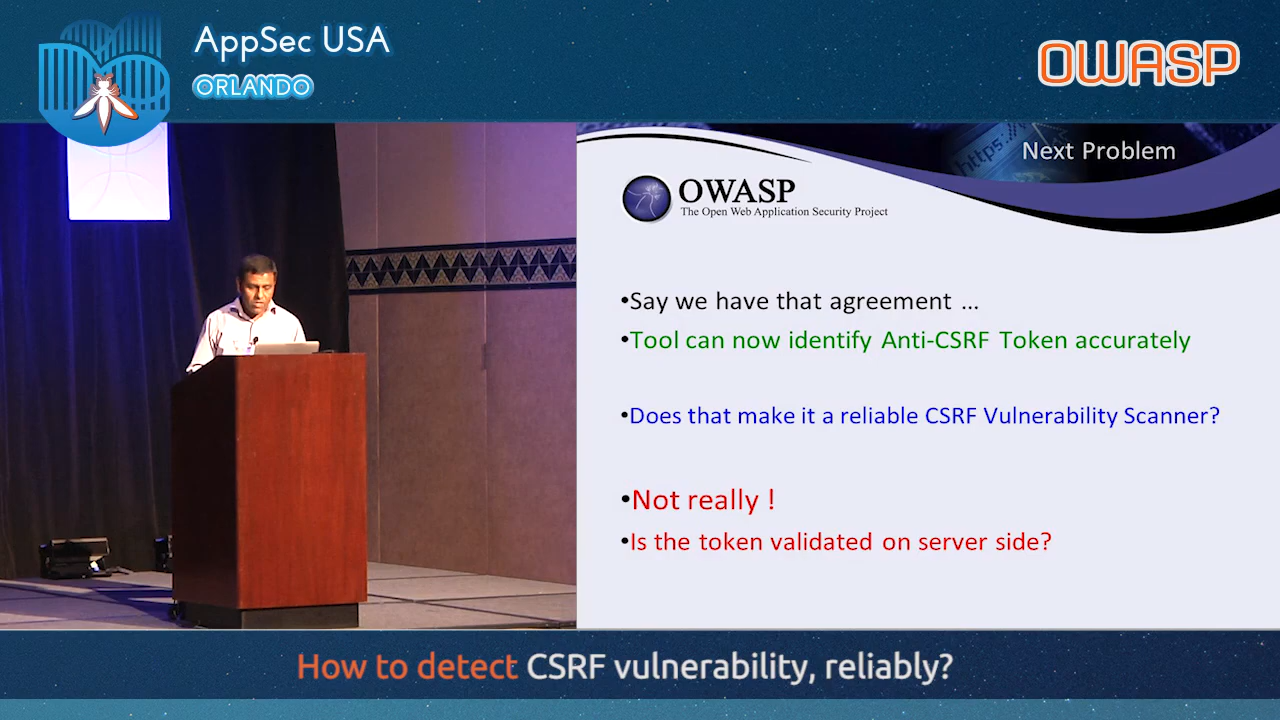 AppSec USA
ORLANDO
OWASP
Next Problem
https://
OWASP
The Open Web Application Security Project
•Say we have that agreement ...
•Tool can now identify Anti-CSRF Token accurately
•Does that make it a reliable CSRF Vulnerability Scanner?
•Not really !
•Is the token validated on server side?
How to detect CSRF vulnerability, reliably?